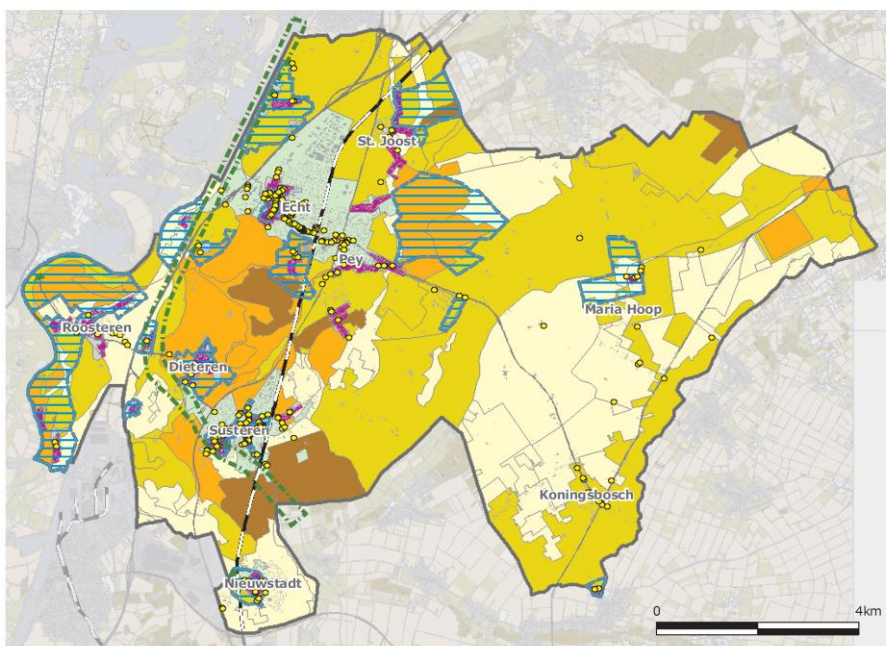 St. Joost
Echt
Pey
Maria Hoop
Roosteren
Dieteren
Susteren
Koningsbosch
Nieuwstadt
0 4km